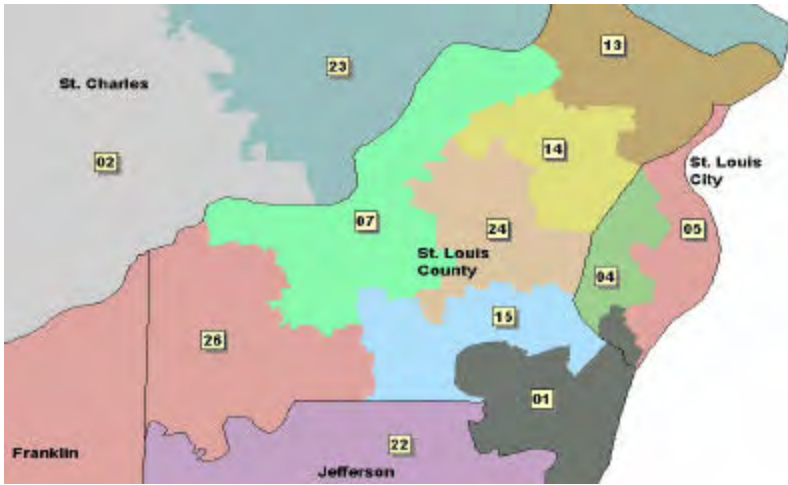 13
23
St. Charles
14
02
St. Louis
City
07
24
05
St. Louis
County
04
15
26
01
22
Franklin
Jefferson